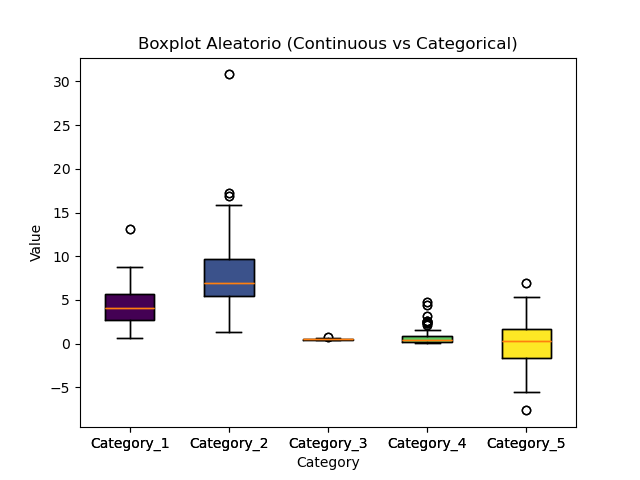 Boxplot Aleatorio (Continuous vs Categorical)
30
25
20
15
10
5
0
−5
Value
Category_1 Category_2 Category_3 Category_4 Category_5
Category